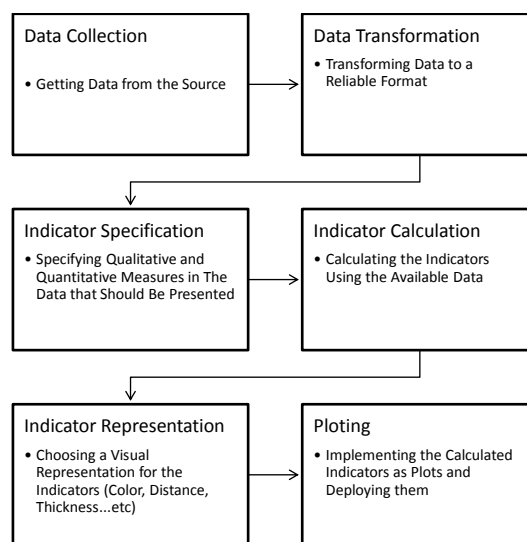 Data Collection
• Getting Data from the Source
Data Transformation
• Transforming Data to a
Reliable Format
Indicator Specification
• Specifying Qualitative and
Quantitative Measures in The
Data that Should Be Presented
Indicator Calculation
• Calculating the Indicators
Using the Available Data
Indicator Representation
• Choosing a Visual
Representation for the
Indicators (Color, Distance,
Thickness...etc)
Ploting
• Implementing the Calculated
Indicators as Plots and
Deploying them